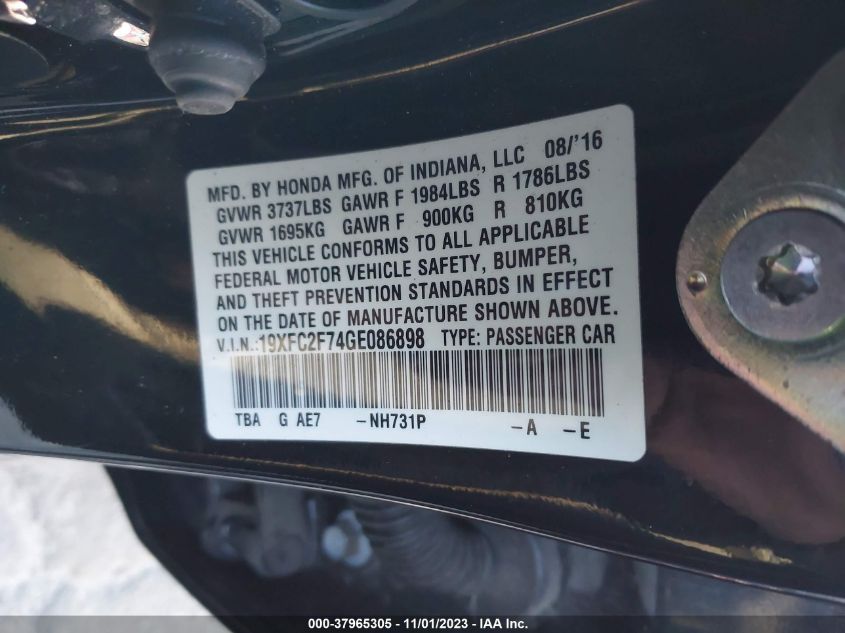 MFD. BY HONDA MFG. OF INDIANA, LLC 08/'16
GVWR 3737LBS GAWR F 1984LBS R 1786LBS
GVWR 1695KG GAWR F 900KG R 810KG
THIS VEHICLE CONFORMS TO ALL APPLICABLE
FEDERAL MOTOR VEHICLE SAFETY, BUMPER,
AND THEFT PREVENTION STANDARDS IN EFFECT
ON THE DATE OF MANUFACTURE SHOWN ABOVE.
V.I.N.:19XFC2F74GE086898 TYPE: PASSENGER CAR
TBA G AE7 -NH731P -A -E
000-37965305 - 11/01/2023 - IAA Inc.